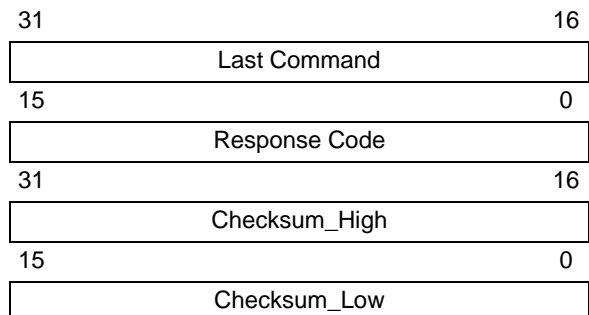 31 16
Last Command
15 0
Response Code
31 16
Checksum_High
15 0
Checksum_Low